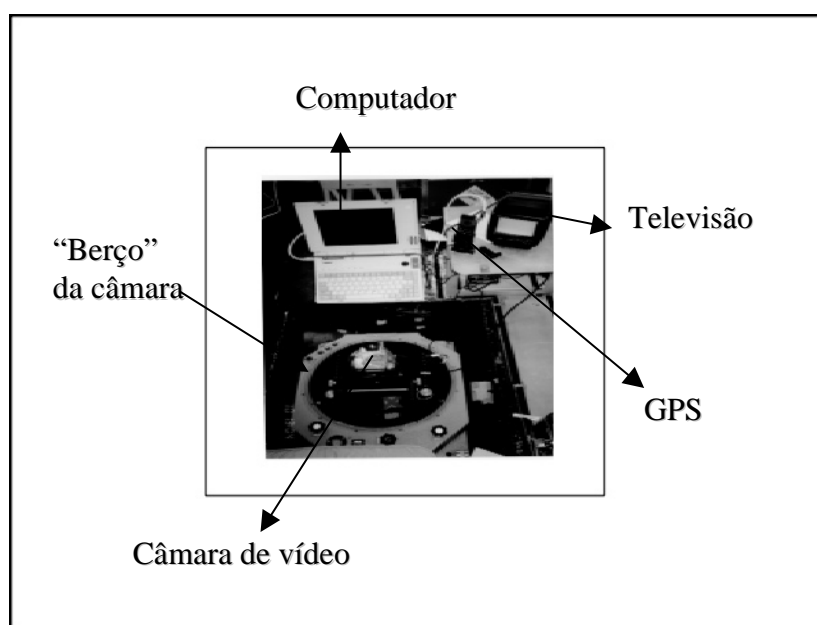 Computador
Televisão
“Berço”
da câmara
GPS
Câmara de vídeo